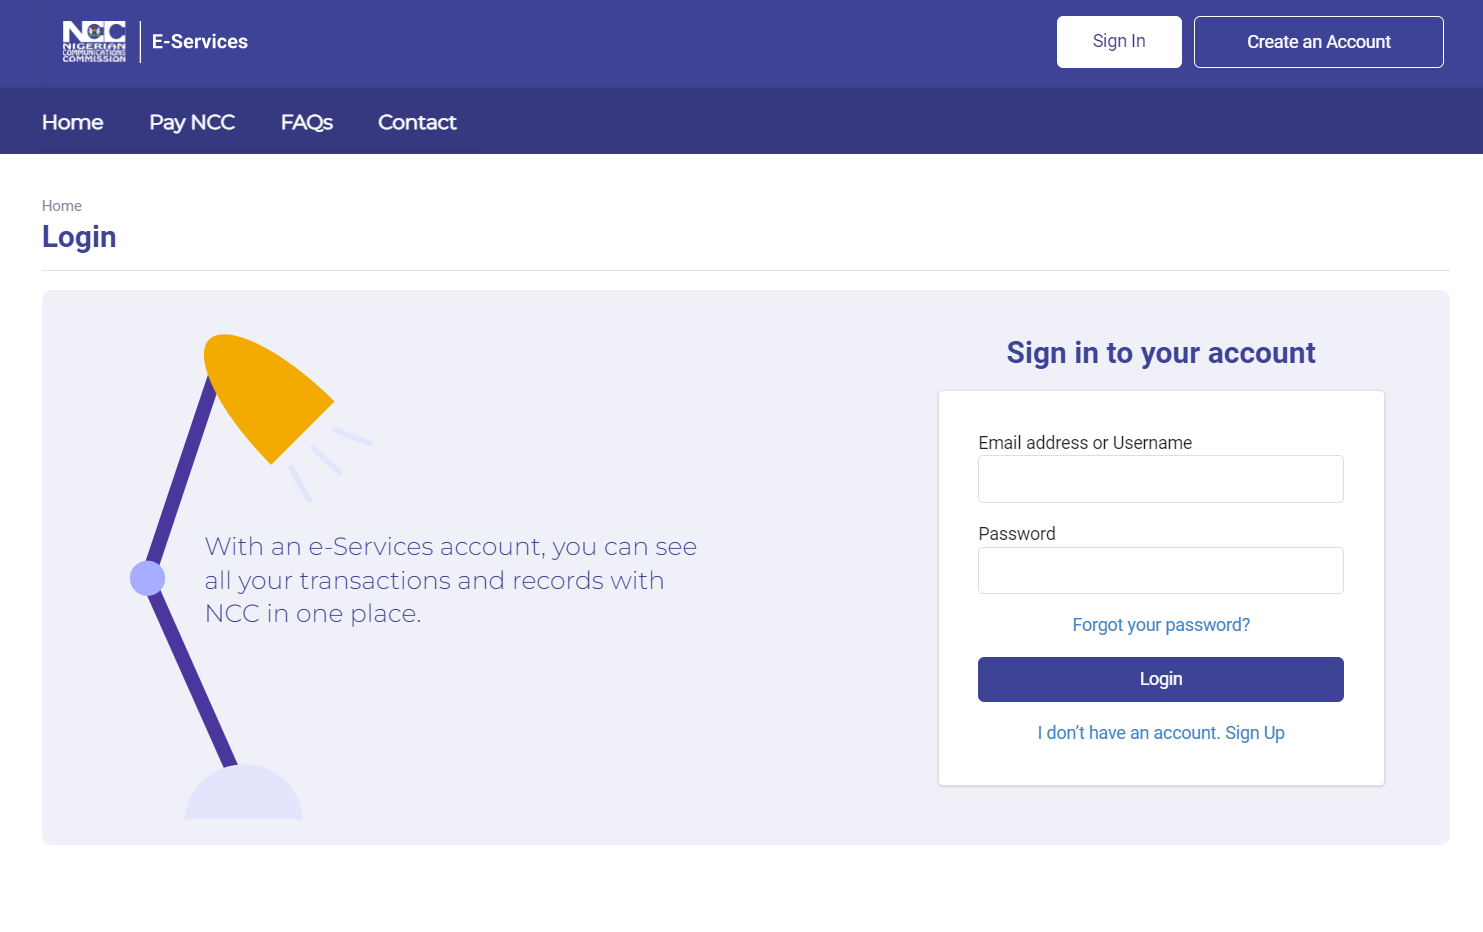 NCC
NIGERIAN
COMMUNICATIONS
COMMISSION
E-Services
Sign In
Create an Account
Home
Pay NCC
FAQs
Contact
Home
Login
Sign in to your account
Email address or Username
Password
Forgot your password?
Login
I don’t have an account. Sign Up
With an e-Services account, you can see
all your transactions and records with
NCC in one place.